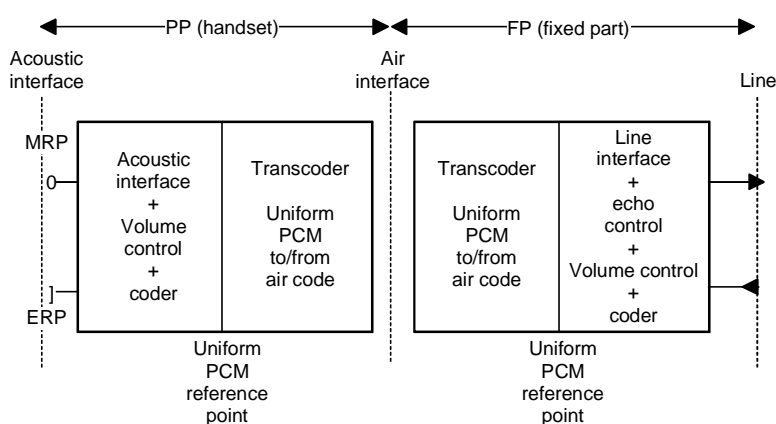 PP (handset)
FP (fixed part)
Acoustic
interface
Air
interface
Line
MRP
0
]
ERP
Acoustic
interface
+
Volume
control
+
coder
Transcoder
Uniform
PCM
to/from
air code
Transcoder
Uniform
PCM
to/from
air code
Line
interface
+
echo
control
+
Volume control
+
coder
Uniform
PCM
reference
point
Uniform
PCM
reference
point